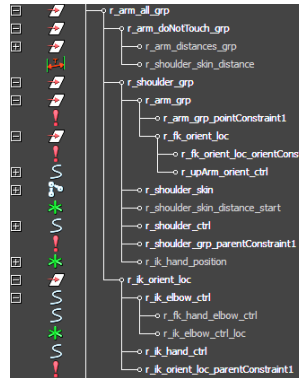 r_arm_all_grp
r_arm_doNotTouch_grp
r_arm_distances_grp
r_shoulder_skin_distance
r_shoulder_grp
r_arm_grp
r_arm_grp_pointConstraint1
r_fk_orient_loc
r_fk_orient_loc_orientCons
r_upArm_orient_ctrl
r_shoulder_skin
r_shoulder_skin_distance_start
r_shoulder_ctrl
r_shoulder_grp_parentConstraint1
r_ik_hand_position
r_ik_orient_loc
r_ik_elbow_ctrl
r_fk_hand_elbow_ctrl
r_ik_elbow_ctrl_loc
r_ik_hand_ctrl
r_ik_orient_loc_parentConstraint1